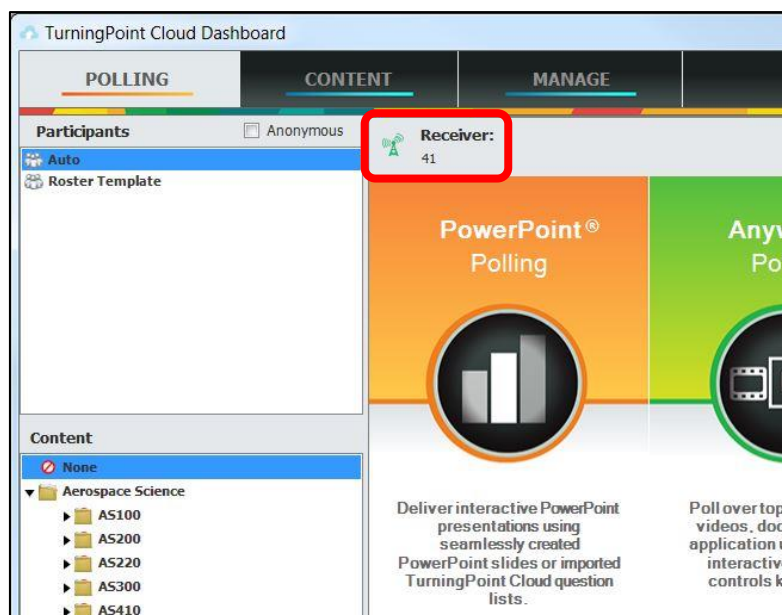 TurningPoint Cloud Dashboard
POLLING
CONTENT
MANAGE
Participants
Anonymous
Receiver:
41
Auto
Roster Template
PowerPoint®
Polling
Content
None
Aerospace Science
AS100
AS200
AS220
AS300
AS410
Deliver interactive PowerPoint
presentations using
seamlessly created
PowerPoint slides or imported
TurningPoint Cloud question
lists.
Poll over top
videos, doc
application u
interactive
controls k